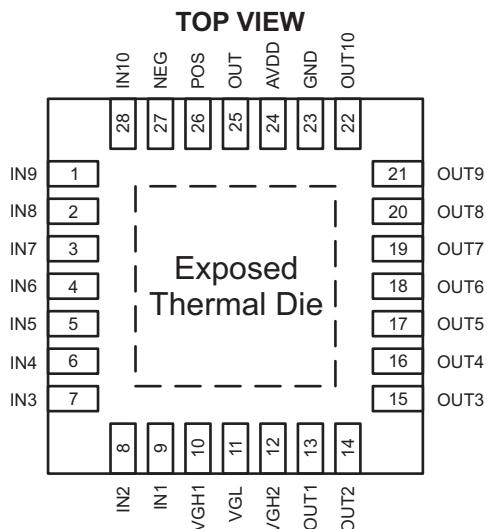 TOP VIEW
IN10 NEG POS OUT AVDD GND OUT10
28 27 26 25 24 23 22
IN9 1 21 OUT9
IN8 2 20 OUT8
IN7 3 19 OUT7
IN6 4 18 OUT6
IN5 5 17 OUT5
IN4 6 16 OUT4
IN3 7 15 OUT3
Exposed
Thermal Die
8 9 10 11 12 13 14
IN2 IN1 VGH1 VGL VGH2 OUT1 OUT2